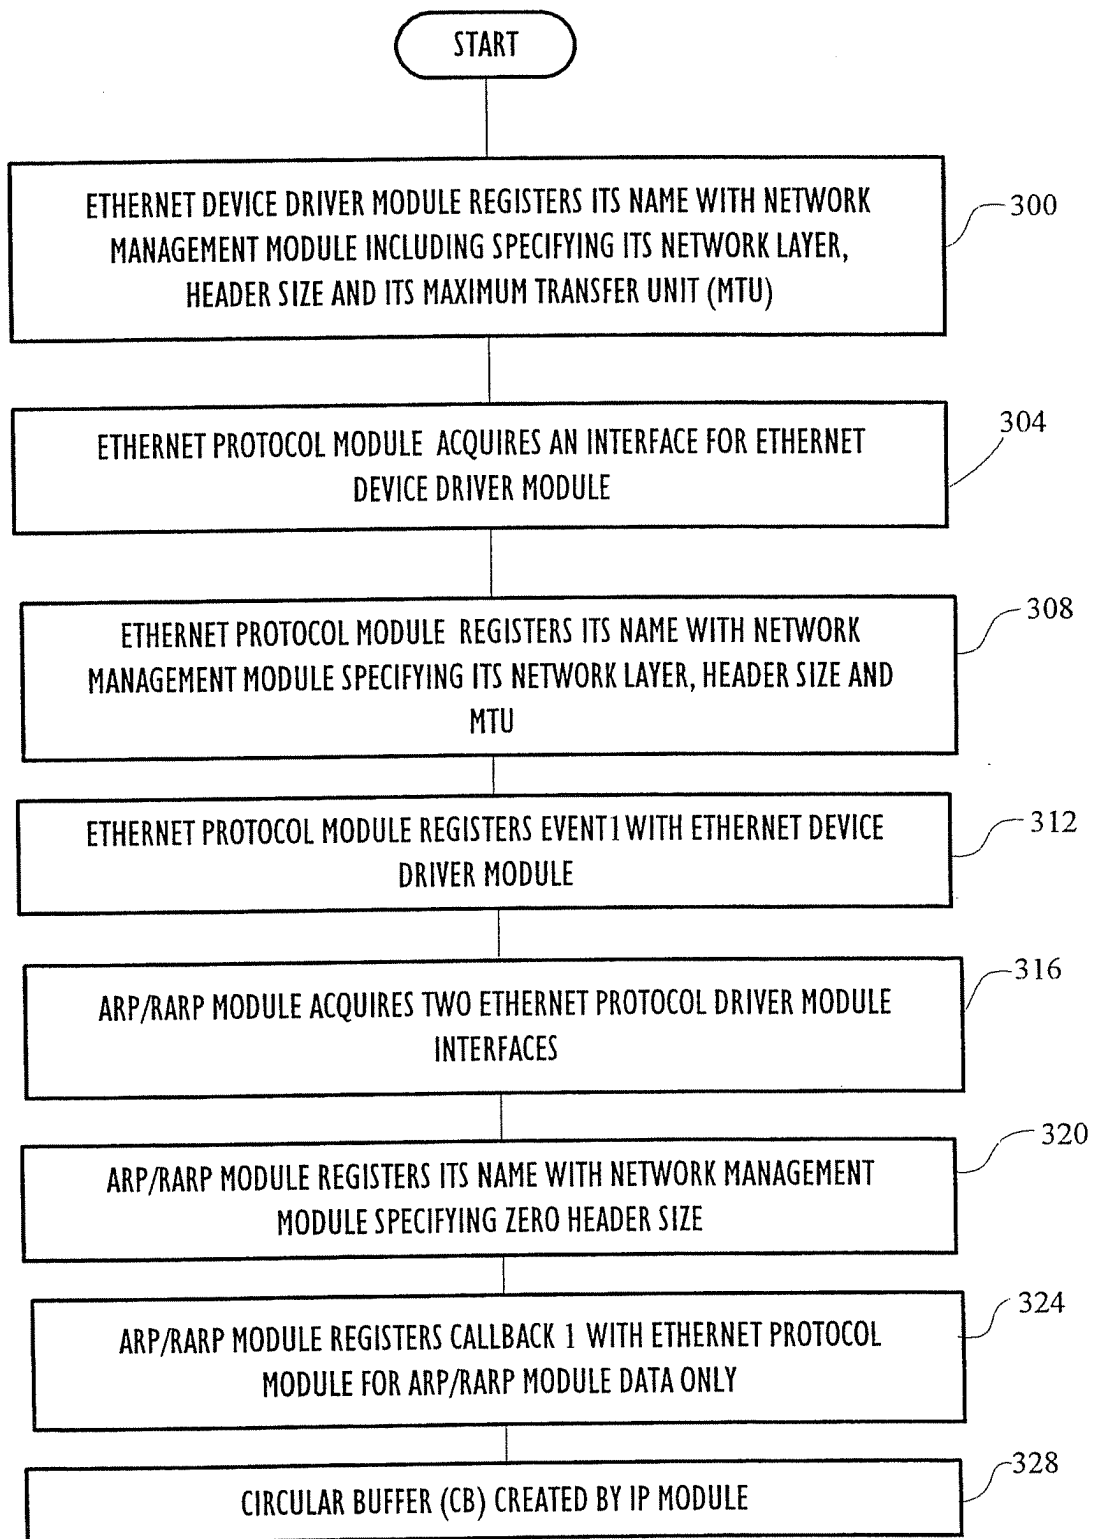 START
ETHERNET DEVICE DRIVER MODULE REGISTERS ITS NAME WITH NETWORK
MANAGEMENT MODULE INCLUDING SPECIFYING ITS NETWORK LAYER,
HEADER SIZE AND ITS MAXIMUM TRANSFER UNIT (MTU)
300
ETHERNET PROTOCOL MODULE ACQUIRES AN INTERFACE FOR ETHERNET
DEVICE DRIVER MODULE
304
ETHERNET PROTOCOL MODULE REGISTERS ITS NAME WITH NETWORK
MANAGEMENT MODULE SPECIFYING ITS NETWORK LAYER, HEADER SIZE AND
MTU
308
ETHERNET PROTOCOL MODULE REGISTERS EVENT1 WITH ETHERNET DEVICE
DRIVER MODULE
312
ARP/RARP MODULE ACQUIRES TWO ETHERNET PROTOCOL DRIVER MODULE
INTERFACES
316
ARP/RARP MODULE REGISTERS ITS NAME WITH NETWORK MANAGEMENT
MODULE SPECIFYING ZERO HEADER SIZE
320
ARP/RARP MODULE REGISTERS CALLBACK 1 WITH ETHERNET PROTOCOL
MODULE FOR ARP/RARP MODULE DATA ONLY
324
CIRCULAR BUFFER (CB) CREATED BY IP MODULE
328